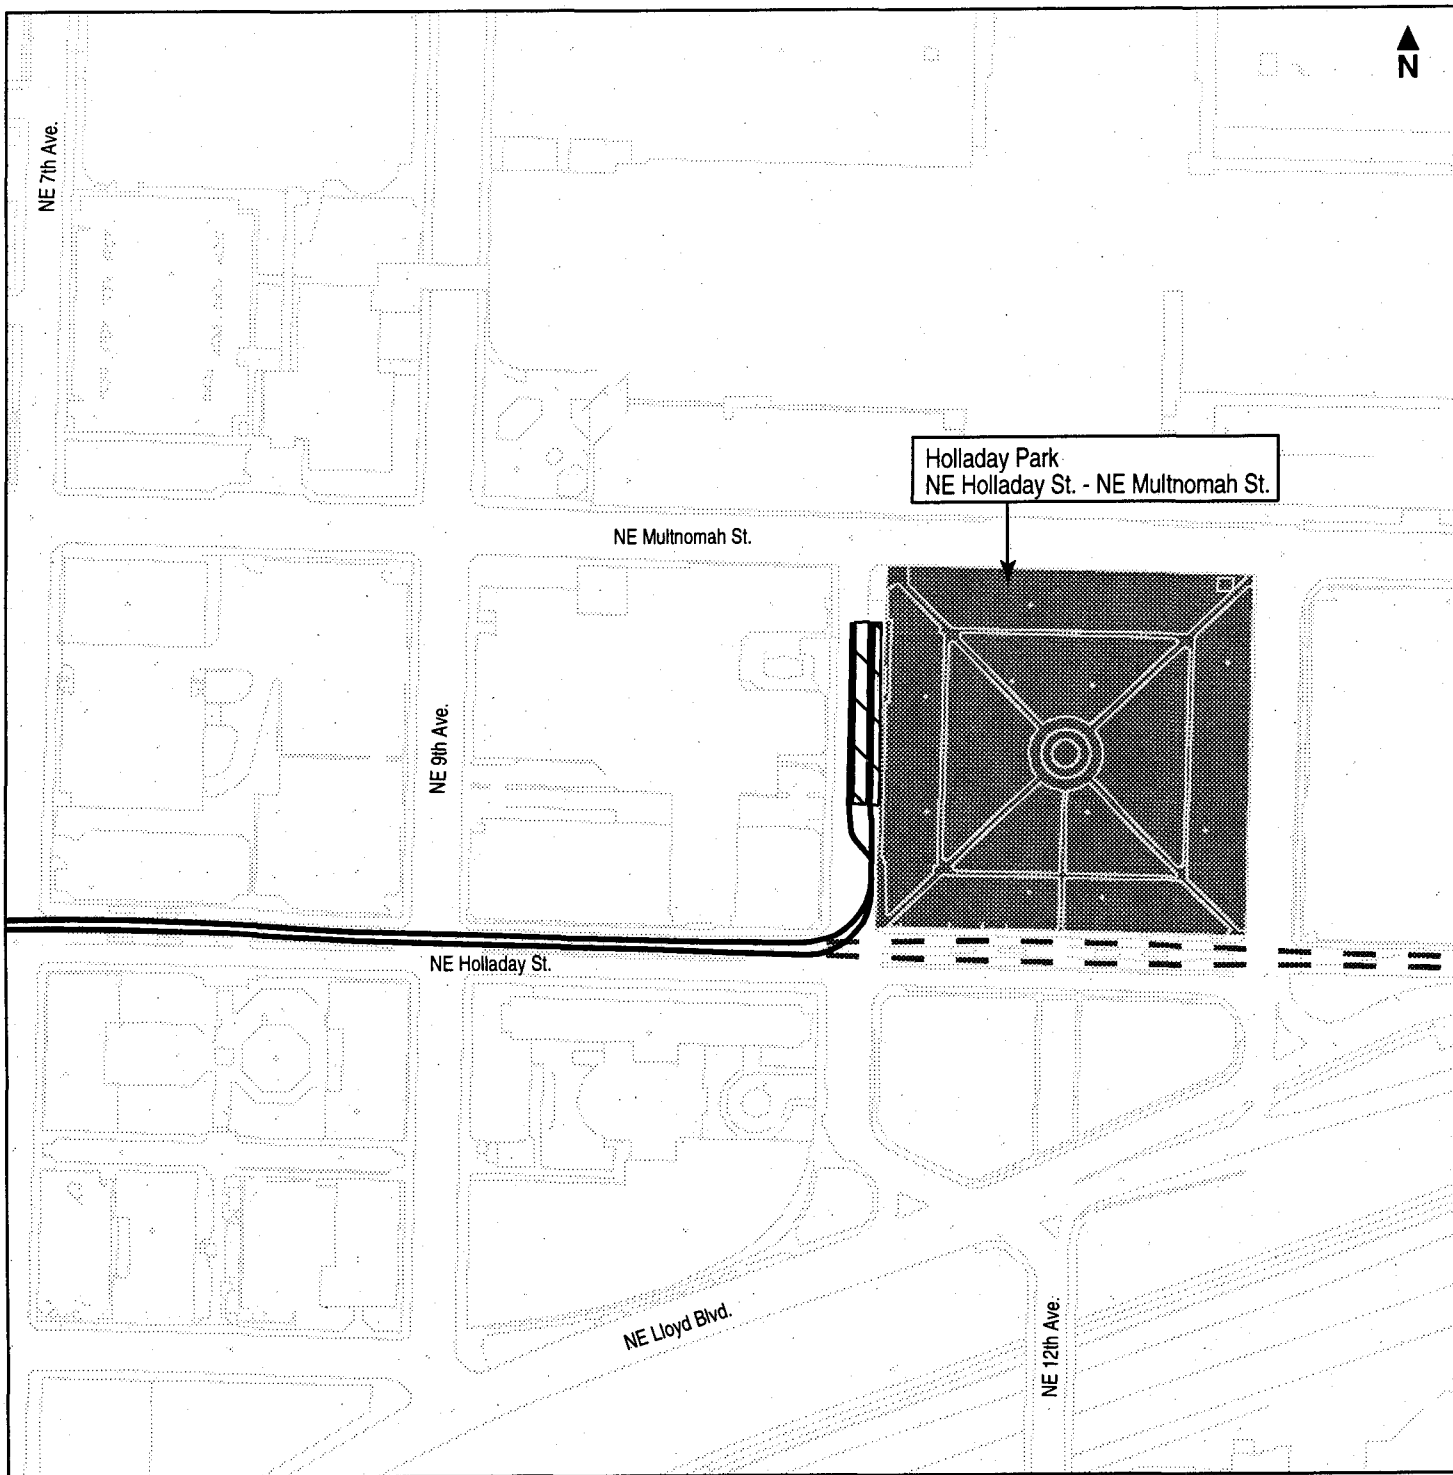 N
NE 7th Ave.
Holladay Park
NE Holladay St. - NE Multnomah St.
NE Multnomah St.
NE 9th Ave.
NE Holladay St.
NE Lloyd Blvd.
NE 12th Ave.